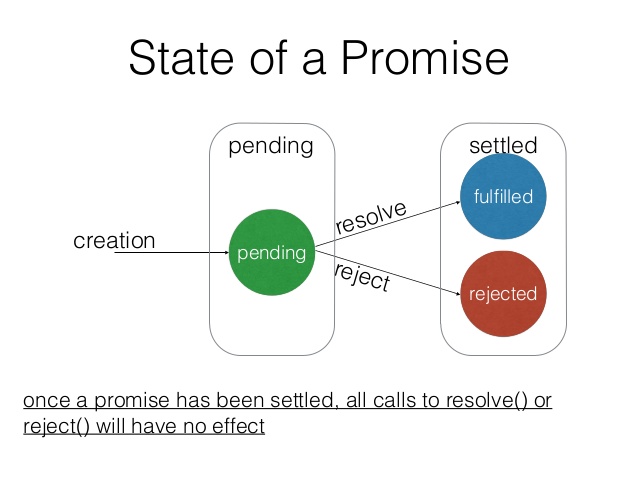 State of a Promise
pending
settled
creation
pending
resolve
reject
fulfilled
rejected
once a promise has been settled, all calls to resolve() or
reject() will have no effect